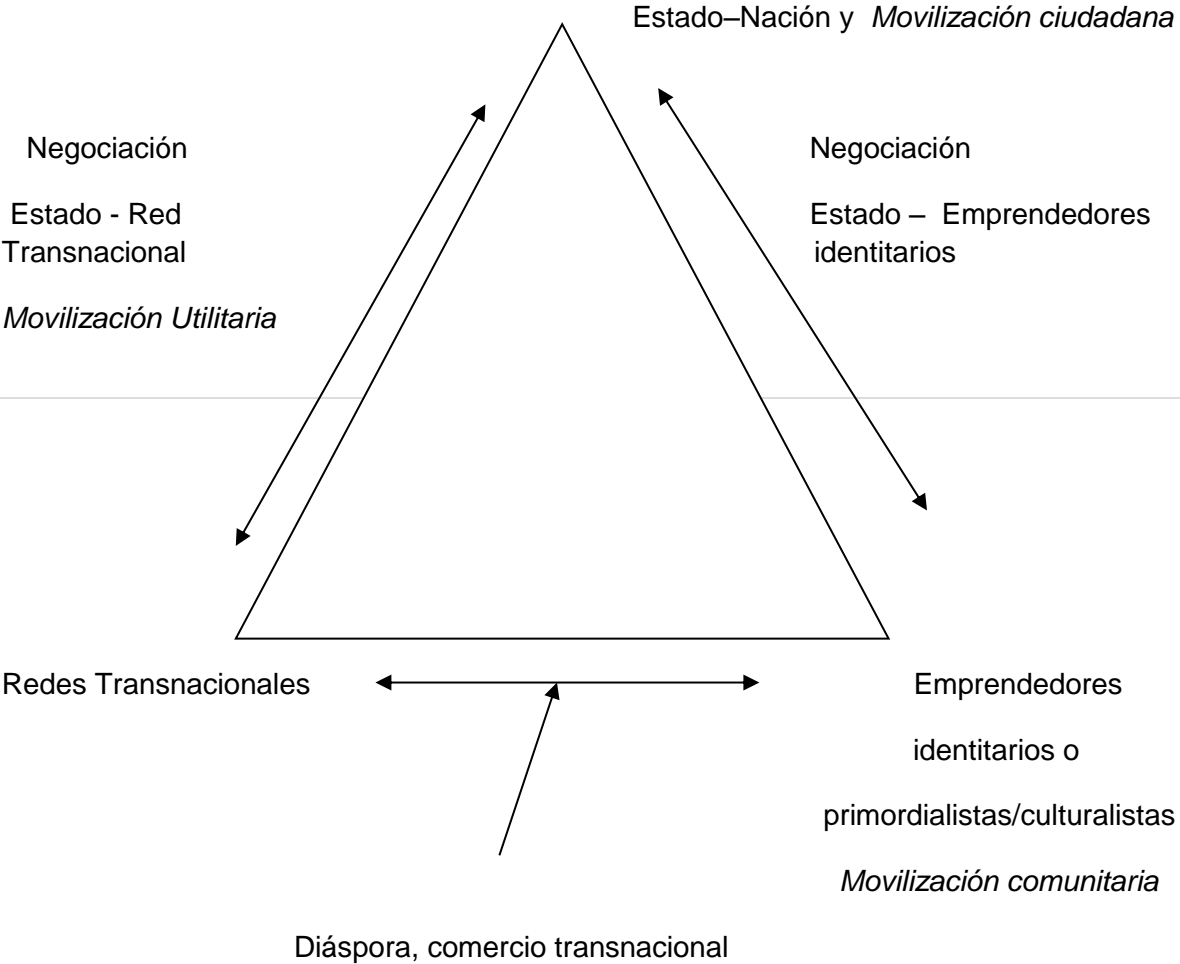 Estado–Nación y Movilización ciudadana
Negociación
Estado - Red
Transnacional
Movilización Utilitaria
Negociación
Estado – Emprendedores
identitarios
Redes Transnacionales
Emprendedores
identitarios o
primordialistas/culturalistas
Movilización comunitaria
Diáspora, comercio transnacional